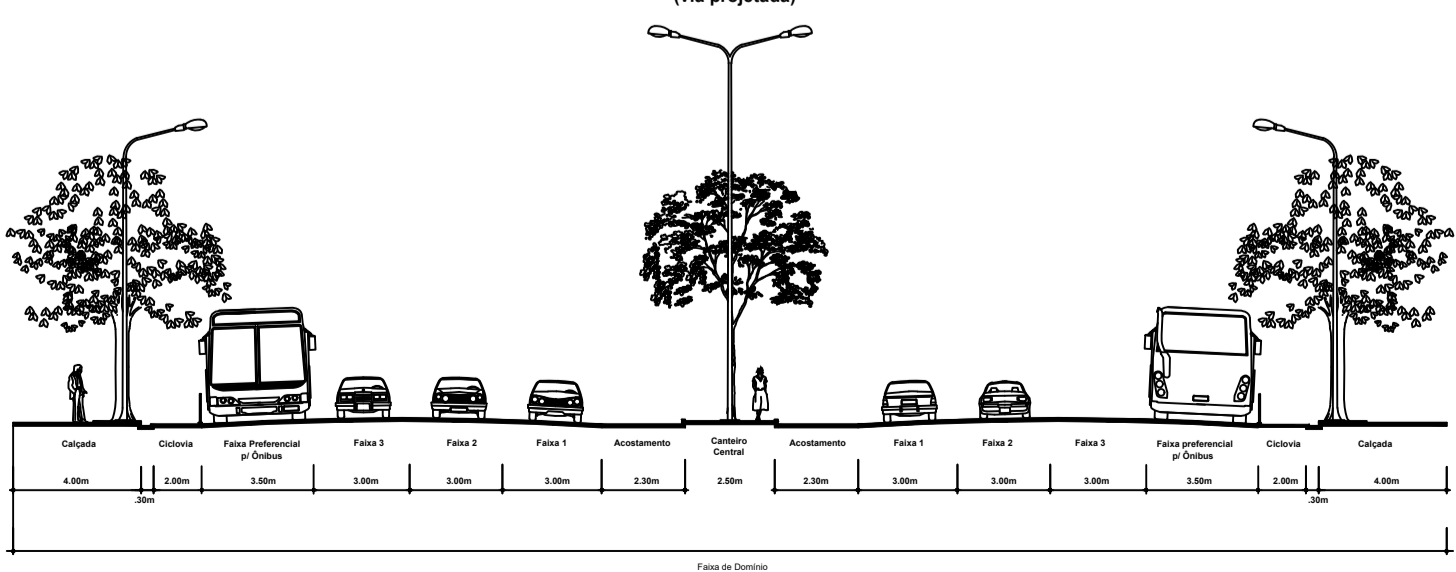 (via projetada)
Calçada
Ciclovia
Faixa Preferencial
p/ Ônibus
Faixa 3
Faixa 2
Faixa 1
Acostamento
Canteiro
Central
Acostamento
Faixa 1
Faixa 2
Faixa 3
Faixa preferencial
p/ Ônibus
Ciclovia
Calçada
4.00m
.30m
2.00m
3.50m
3.00m
3.00m
3.00m
2.30m
2.50m
2.30m
3.00m
3.00m
3.00m
3.50m
2.00m
.30m
4.00m
Faixa de Domínio